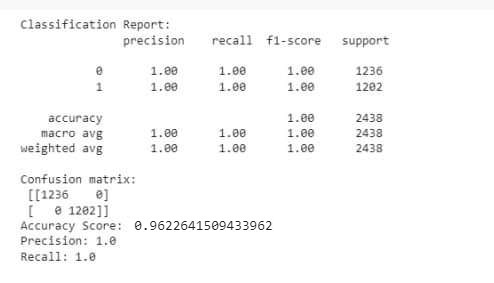 Classification Report:
precision recall f1-score support
0 1.00 1.00 1.00 1236
1 1.00 1.00 1.00 1202
accuracy 1.00 2438
macro avg 1.00 1.00 1.00 2438
weighted avg 1.00 1.00 1.00 2438
Confusion matrix:
[[1236 0]
[ 0 1202]]
Accuracy Score: 0.9622641509433962
Precision: 1.0
Recall: 1.0